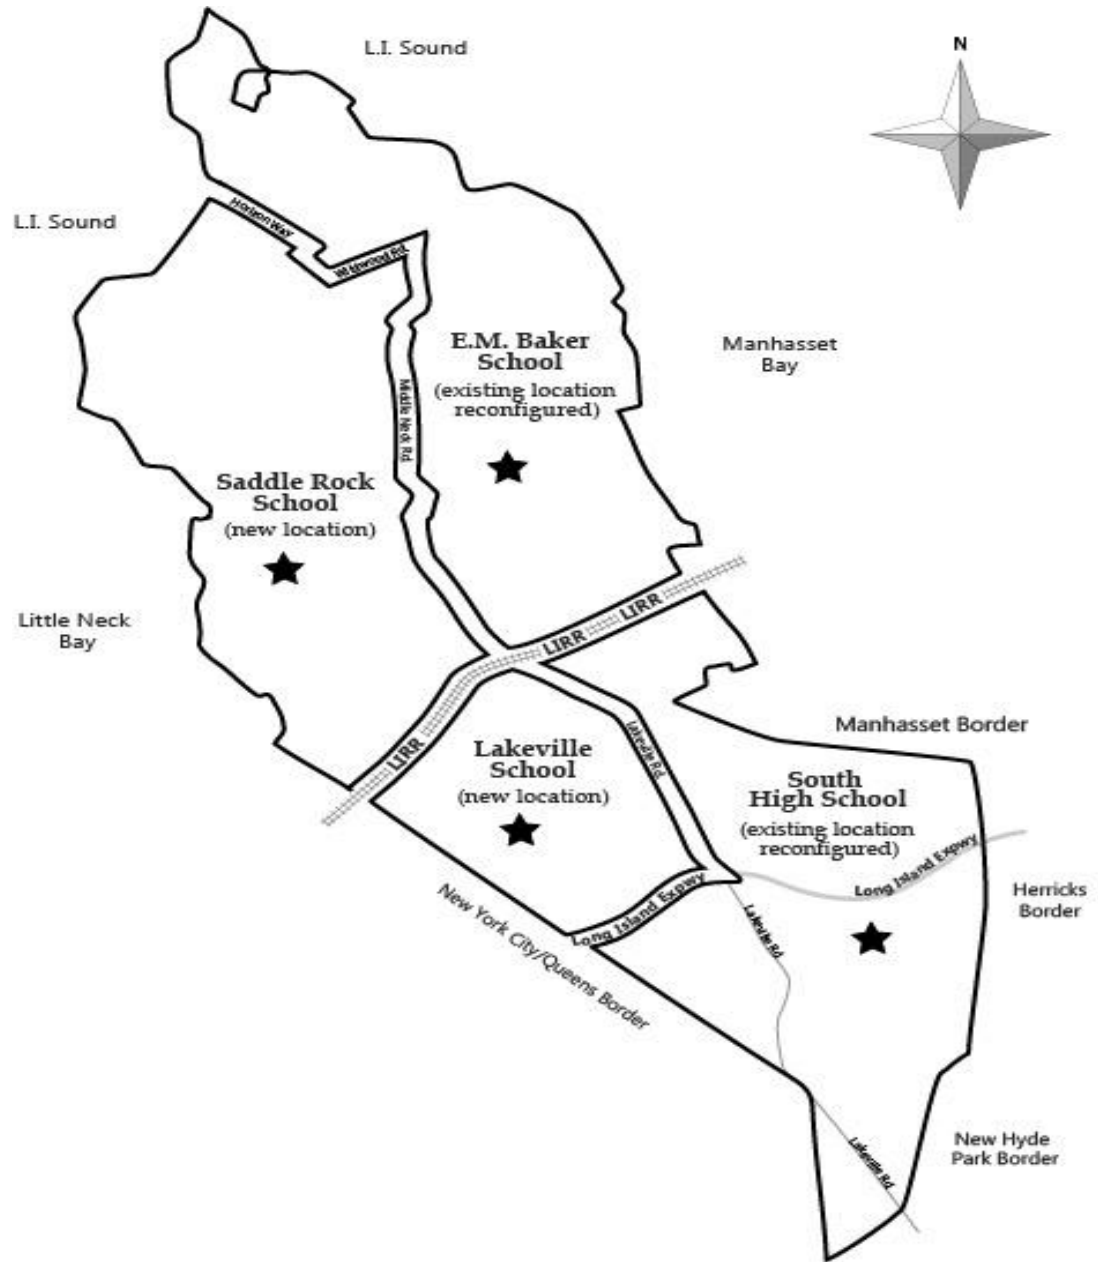 L.I. Sound
N
L.I. Sound
Horizon Way
Wildwood Rd.
E.M. Baker
School
(existing location
reconfigured)
Manhasset
Bay
Middle Neck Rd.
Saddle Rock
School
(new location)
Little Neck
Bay
LIRR
LIRR
LIRR
Lakeville Rd.
Lakeville
School
(new location)
Manhasset Border
South
High School
(existing location
reconfigured)
Long Island Expwy
Herricks
Border
Long Island Expwy
Lakeville Rd.
New York City/Queens Border
New Hyde
Park Border
Lakeville Rd.